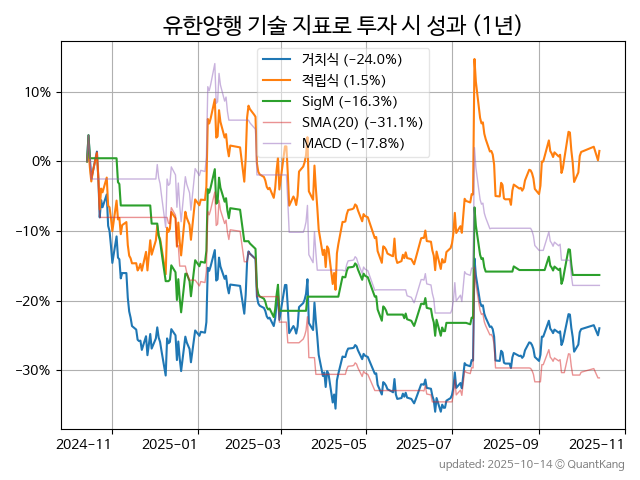 유한양행 기술 지표로 투자 시 성과 (1년)
거치식 (−24.0%)
적립식 (1.5%)
SigM (−16.3%)
SMA(20) (−31.1%)
MACD (−17.8%)
10%
0%
−10%
−20%
−30%
2024-11 2025-01 2025-03 2025-05 2025-07 2025-09 2025-11
updated: 2025-10-14 © QuantKang